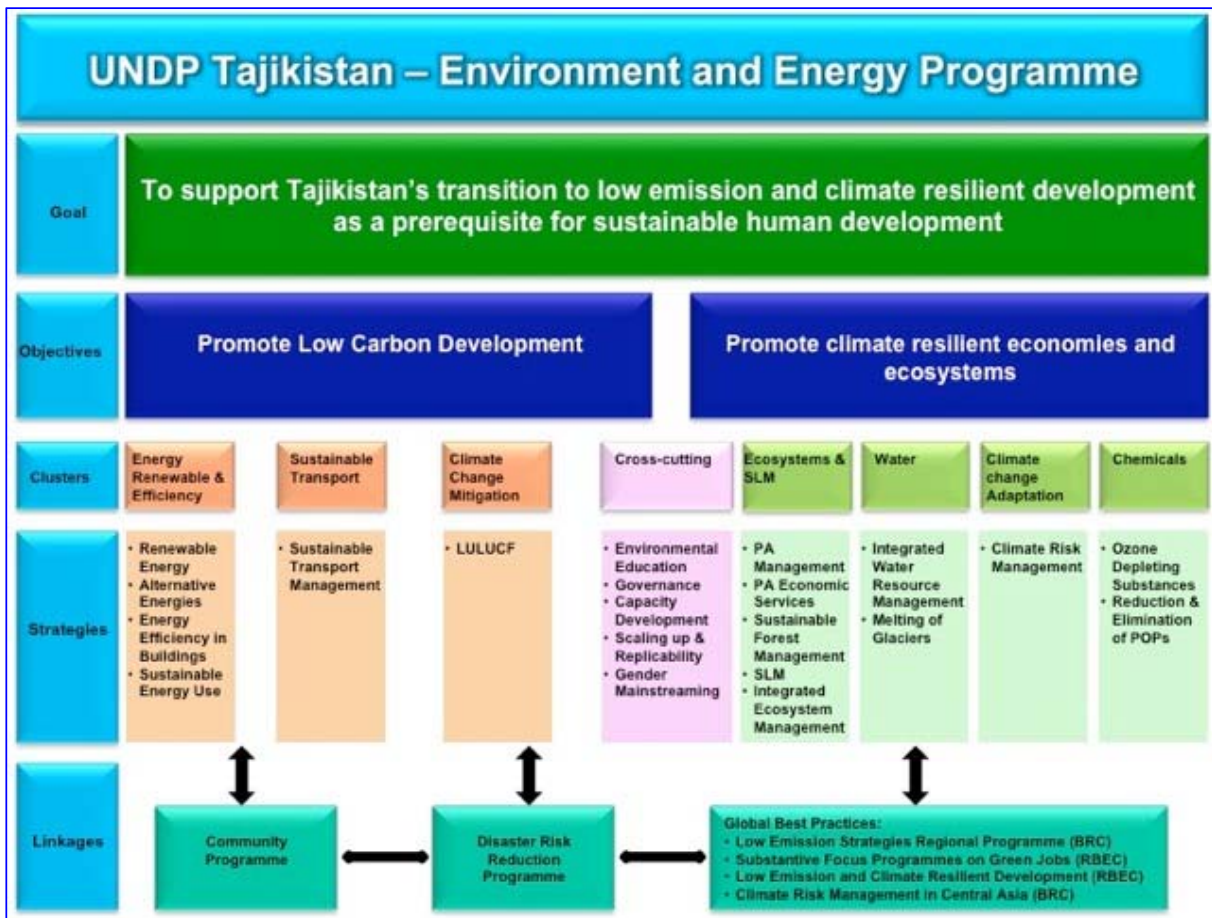 UNDP Tajikistan – Environment and Energy Programme
Goal
To support Tajikistan's transition to low emission and climate resilient development
as a prerequisite for sustainable human development
Objectives
Promote Low Carbon Development
Promote climate resilient economies and
ecosystems
Clusters
Energy
Renewable &
Efficiency
Sustainable
Transport
Climate
Change
Mitigation
Cross-cutting
Ecosystems &
SLM
Water
Climate
change
Adaptation
Chemicals
Strategies
• Renewable
Energy
• Alternative
Energies
• Energy
Efficiency in
Buildings
• Sustainable
Energy Use
• Sustainable
Transport
Management
• LULUCF
• Environmental
Education
• Governance
• Capacity
Development
• Scaling up &
Replicability
• Gender
Mainstreaming
• PA
Management
• PA Economic
Services
• Sustainable
Forest
Management
• SLM
• Integrated
Ecosystem
Management
• Integrated
Water
Resource
Management
• Melting of
Glaciers
• Climate Risk
Management
• Ozone
Depleting
Substances
• Reduction &
Elimination
of POPs
Linkages
Community
Programme
Disaster Risk
Reduction
Programme
Global Best Practices:
• Low Emission Strategies Regional Programme (BRC)
• Substantive Focus Programmes on Green Jobs (RBEC)
• Low Emission and Climate Resilient Development (RBEC)
• Climate Risk Management in Central Asia (BRC)